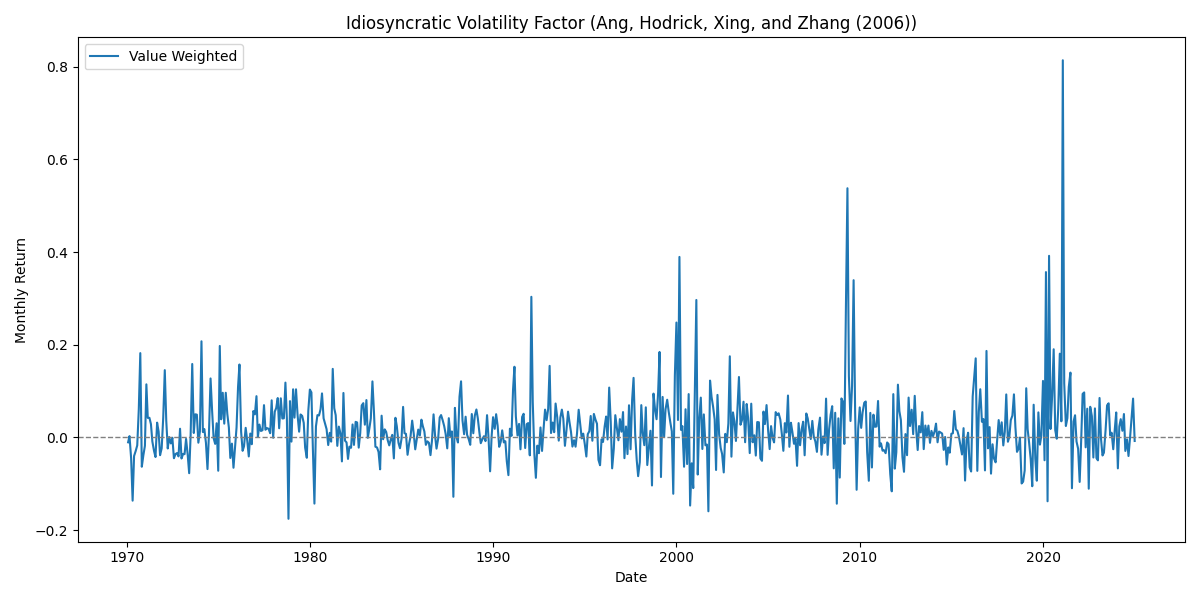 Idiosyncratic Volatility Factor (Ang, Hodrick, Xing, and Zhang (2006))
Value Weighted
0.8
0.6
0.4
0.2
0.0
−0.2
Monthly Return
1970 1980 1990 2000 2010 2020
Date